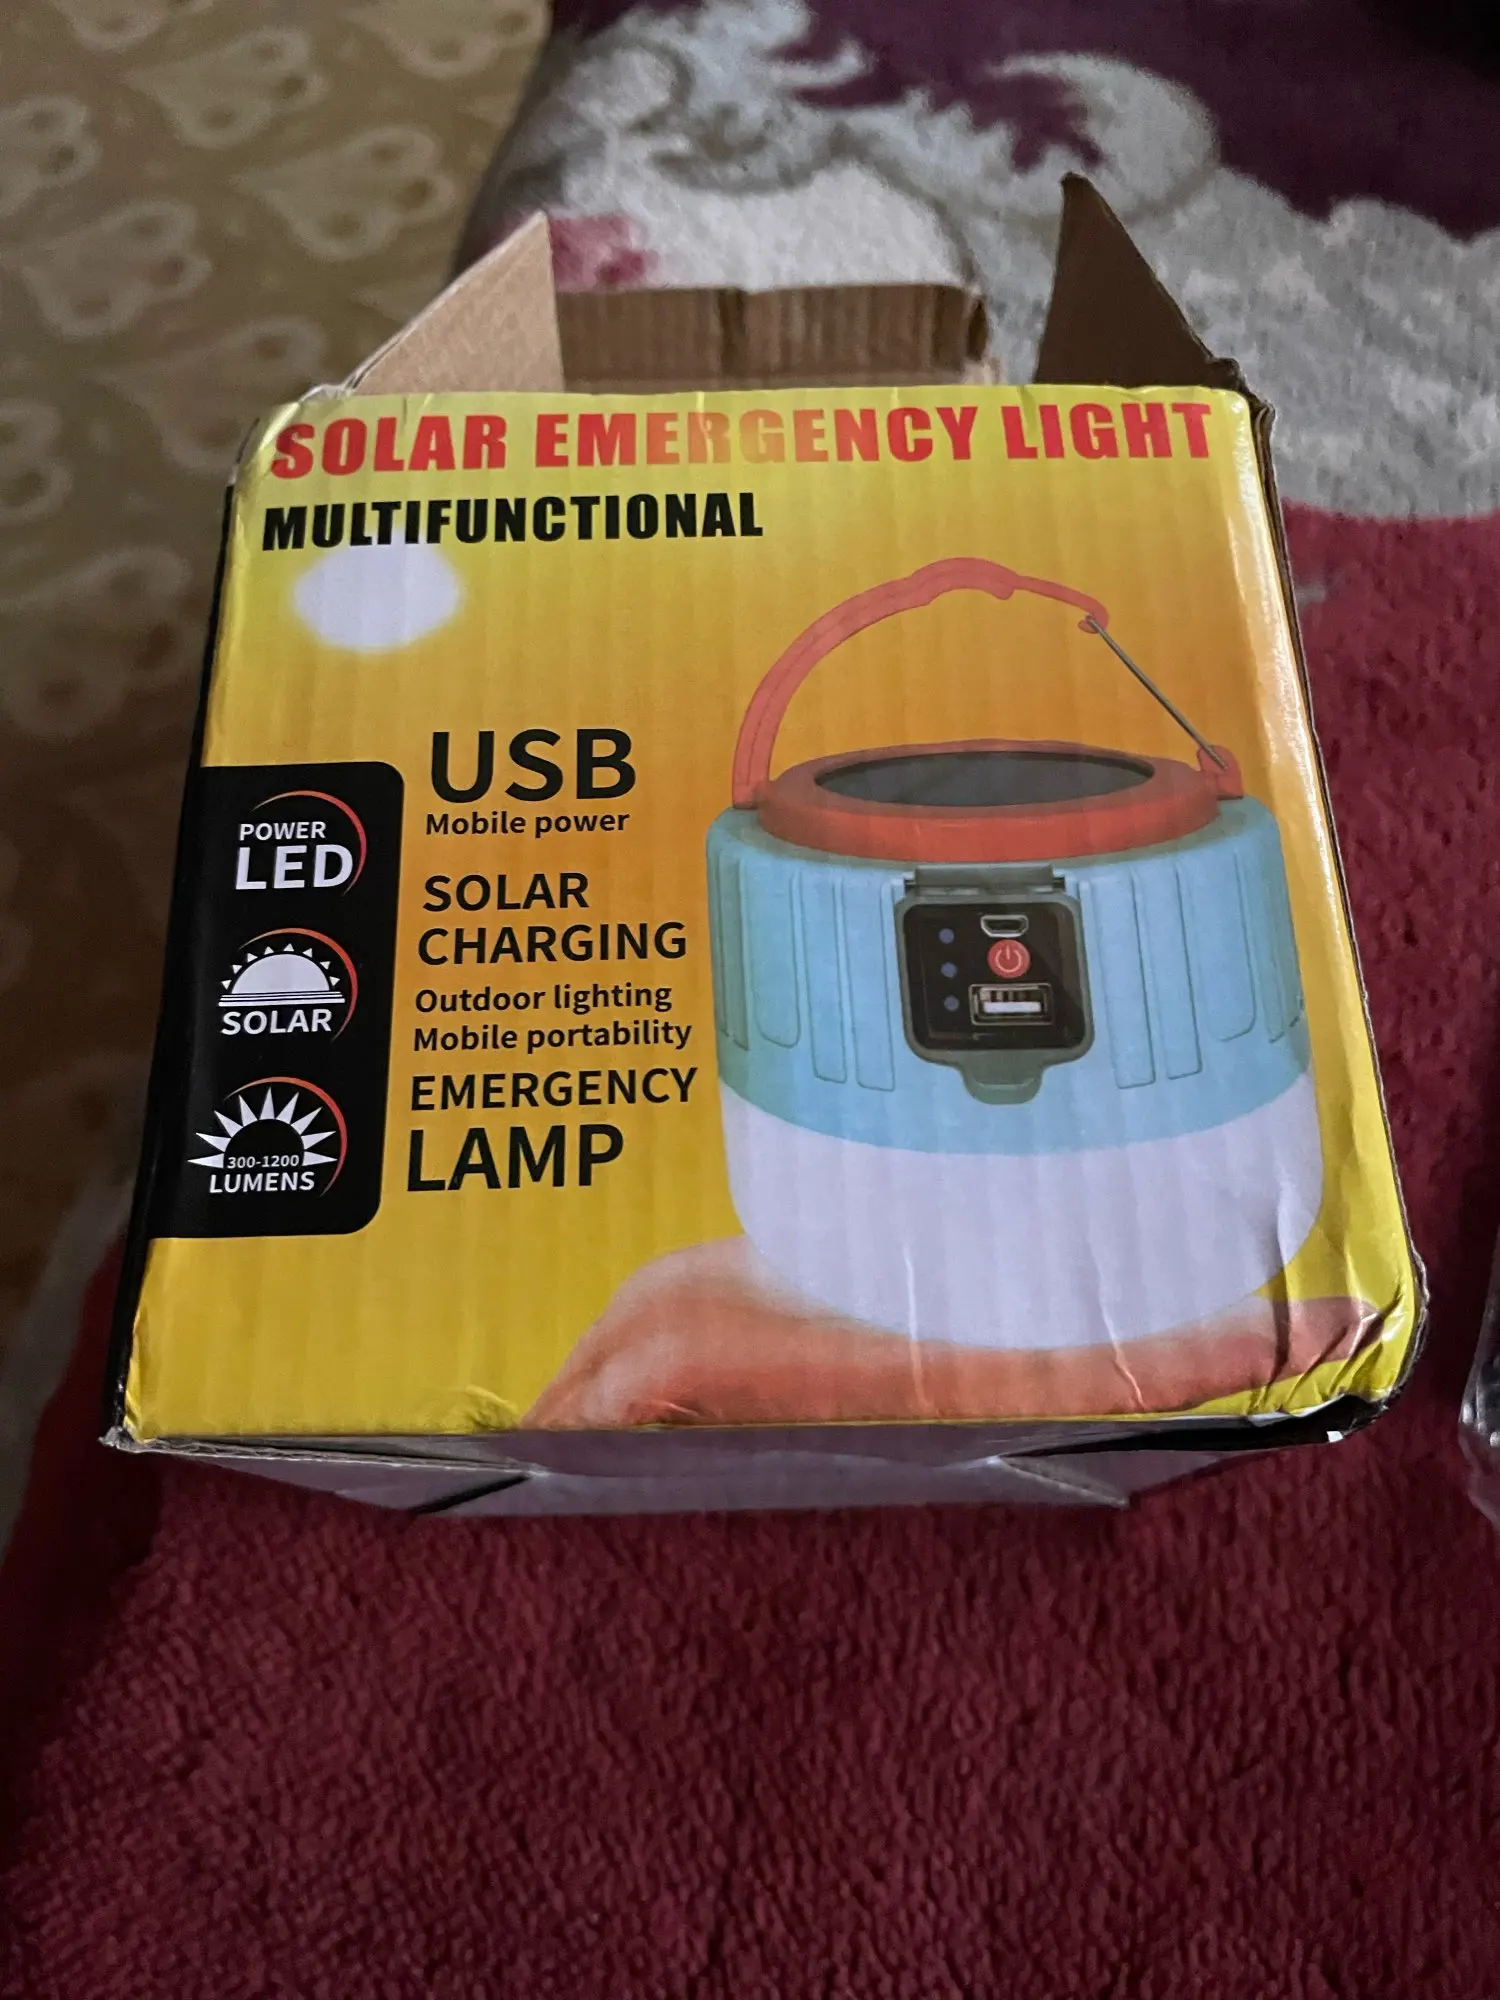 SOLAR EMERGENCY LIGHT
MULTIFUNCTIONAL
POWER
LED
SOLAR
300-1200
LUMENS
USB
Mobile power
SOLAR
CHARGING
Outdoor lighting
Mobile portability
EMERGENCY
LAMP